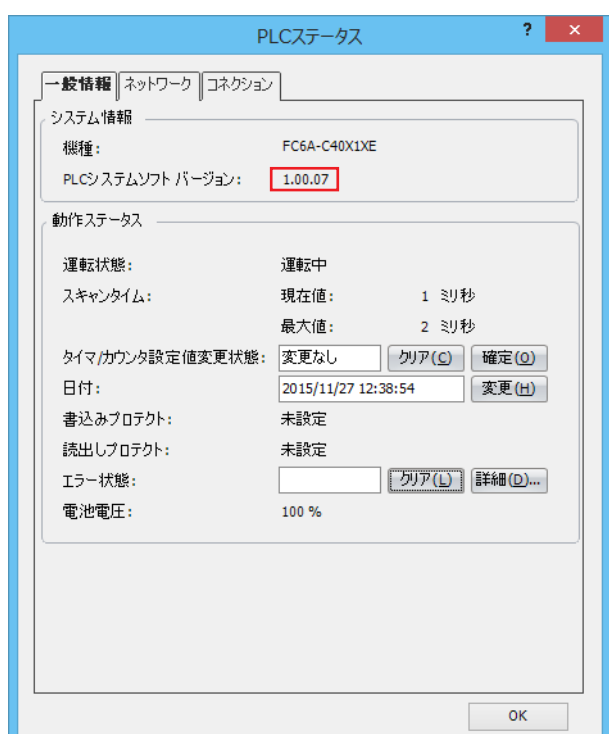 PLCステータス ? ×
一般情報 ネットワーク コネクション
システム情報
機種: FC6A-C40X1XE
PLCシステムソフト バージョン: 1.00.07
動作ステータス
運転状態: 運転中
スキャンタイム: 現在値: 1 ミリ秒
最大値: 2 ミリ秒
タイマ/カウンタ設定値変更状態: 変更なし クリア(C) 確定(O)
日付: 2015/11/27 12:38:54 変更(H)
書込みプロテクト: 未設定
読出しプロテクト: 未設定
エラー状態: クリア(L) 詳細(D)...
電池電圧: 100 %
OK